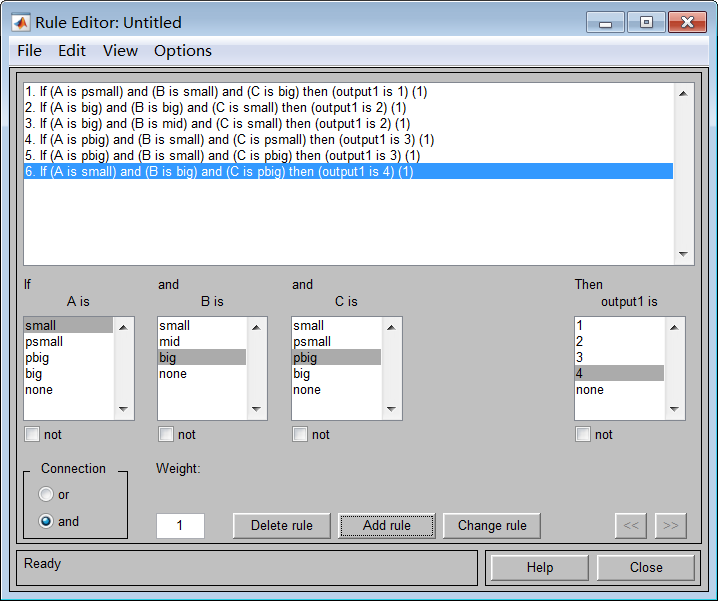 Rule Editor: Untitled
File Edit View Options
1. If (A is psmall) and (B is small) and (C is big) then (output1 is 1) (1)
2. If (A is big) and (B is big) and (C is small) then (output1 is 2) (1)
3. If (A is big) and (B is mid) and (C is small) then (output1 is 2) (1)
4. If (A is pbig) and (B is small) and (C is psmall) then (output1 is 3) (1)
5. If (A is pbig) and (B is small) and (C is pbig) then (output1 is 3) (1)
6. If (A is small) and (B is big) and (C is pbig) then (output1 is 4) (1)
If and and Then
A is B is C is output1 is
small small small 1
psmall mid psmall 2
pbig big pbig 3
big none big 4
none none none
not not not not
Connection Weight:
or
and 1 Delete rule Add rule Change rule << >>
Ready Help Close